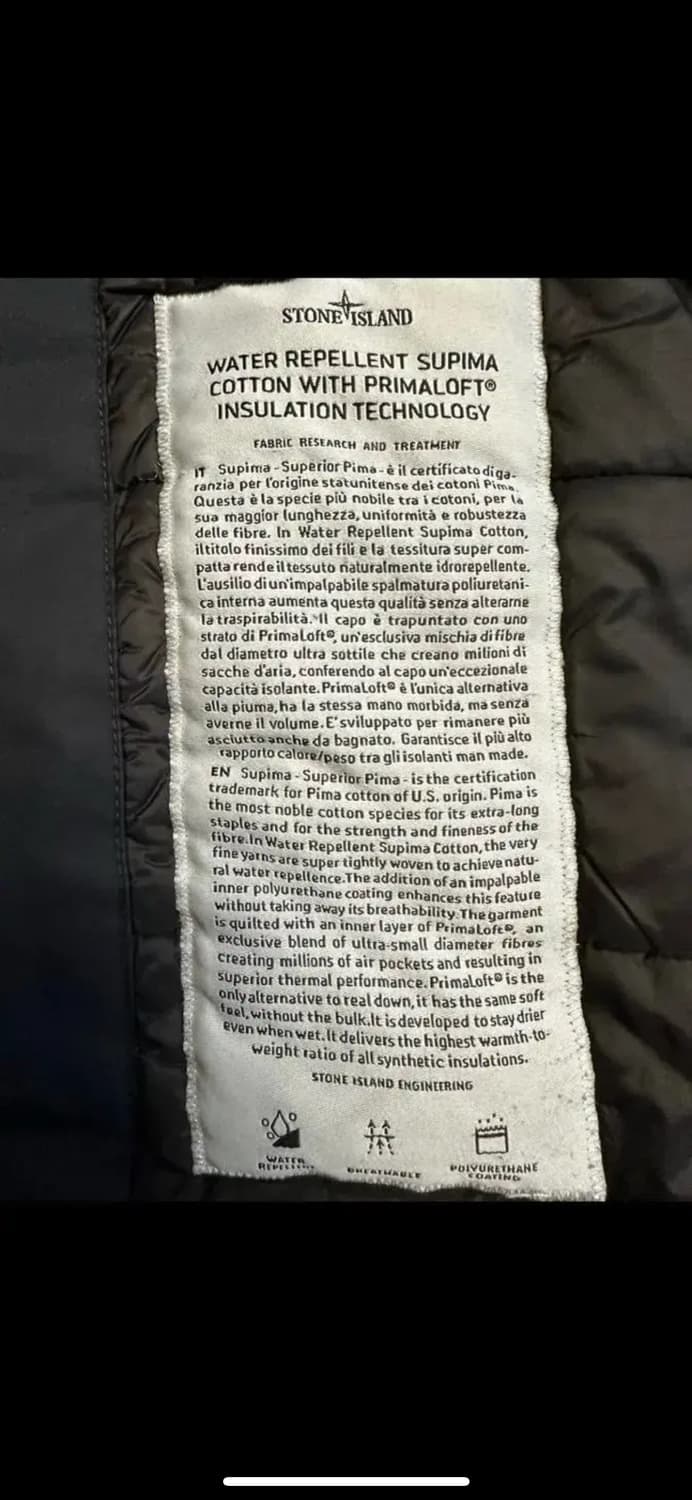 STONE ISLAND
WATER REPELLENT SUPIMA
COTTON WITH PRIMALOFT®
INSULATION TECHNOLOGY
FABRIC RESEARCH AND TREATMENT
IT Supima - Superior Pima - è il certificato di ga-
ranzia per l'origine statunitense dei cotoni Pima.
Questa è la specie più nobile tra i cotoni, per la
sua maggior lunghezza, uniformità e robustezza
delle fibre. In Water Repellent Supima Cotton,
il titolo finissimo dei fili e la tessitura super com-
patta rende il tessuto naturalmente idrorepellente.
L'ausilio di un'impalpabile spalmatura poliuretani-
ca interna aumenta questa qualità senza alterarne
la traspirabilità. Il capo è trapuntato con uno
strato di PrimaLoft®, un'esclusiva mischia di fibre
dal diametro ultra sottile che creano milioni di
sacche d'aria, conferendo al capo un'eccezionale
capacità isolante. PrimaLoft® è l'unica alternativa
alla piuma, ha la stessa mano morbida, ma senza
averne il volume. E' sviluppato per rimanere più
asciutto anche da bagnato. Garantisce il più alto
rapporto calore/peso tra gli isolanti man made.
EN Supima - Superior Pima - is the certification
trademark for Pima cotton of U.S. origin. Pima is
the most noble cotton species for its extra-long
staples and for the strength and fineness of the
fibre. In Water Repellent Supima Cotton, the very
fine yarns are super tightly woven to achieve natu-
ral water repellence. The addition of an impalpable
inner polyurethane coating enhances this feature
without taking away its breathability. The garment
is quilted with an inner layer of PrimaLoft®, an
exclusive blend of ultra-small diameter fibres
creating millions of air pockets and resulting in
superior thermal performance. PrimaLoft® is the
only alternative to real down, it has the same soft
feel, without the bulk. It is developed to stay drier
even when wet. It delivers the highest warmth-to-
weight ratio of all synthetic insulations.
STONE ISLAND ENGINEERING
WATER
REPELLENT
BREATHABLE
POLYURETHANE
COATING